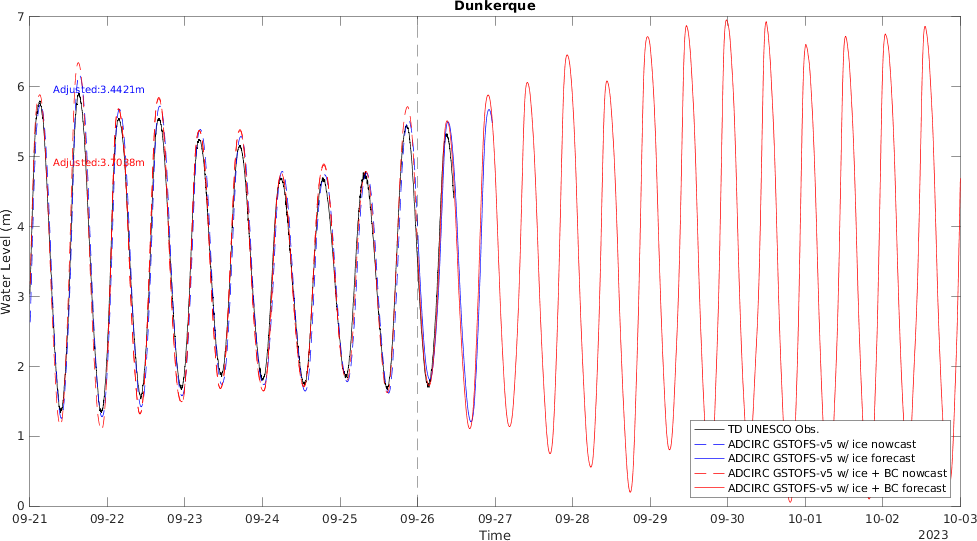 Dunkerque
Water Level (m)
7
6
5
4
3
2
1
0
Adjusted:3.4421m
Adjusted:3.7038m
TD UNESCO Obs.
ADCIRC GSTOFS-v5 w/ ice nowcast
ADCIRC GSTOFS-v5 w/ ice forecast
ADCIRC GSTOFS-v5 w/ ice + BC nowcast
ADCIRC GSTOFS-v5 w/ ice + BC forecast
09-21 09-22 09-23 09-24 09-25 09-26 09-27 09-28 09-29 09-30 10-01 10-02 10-03
Time
2023